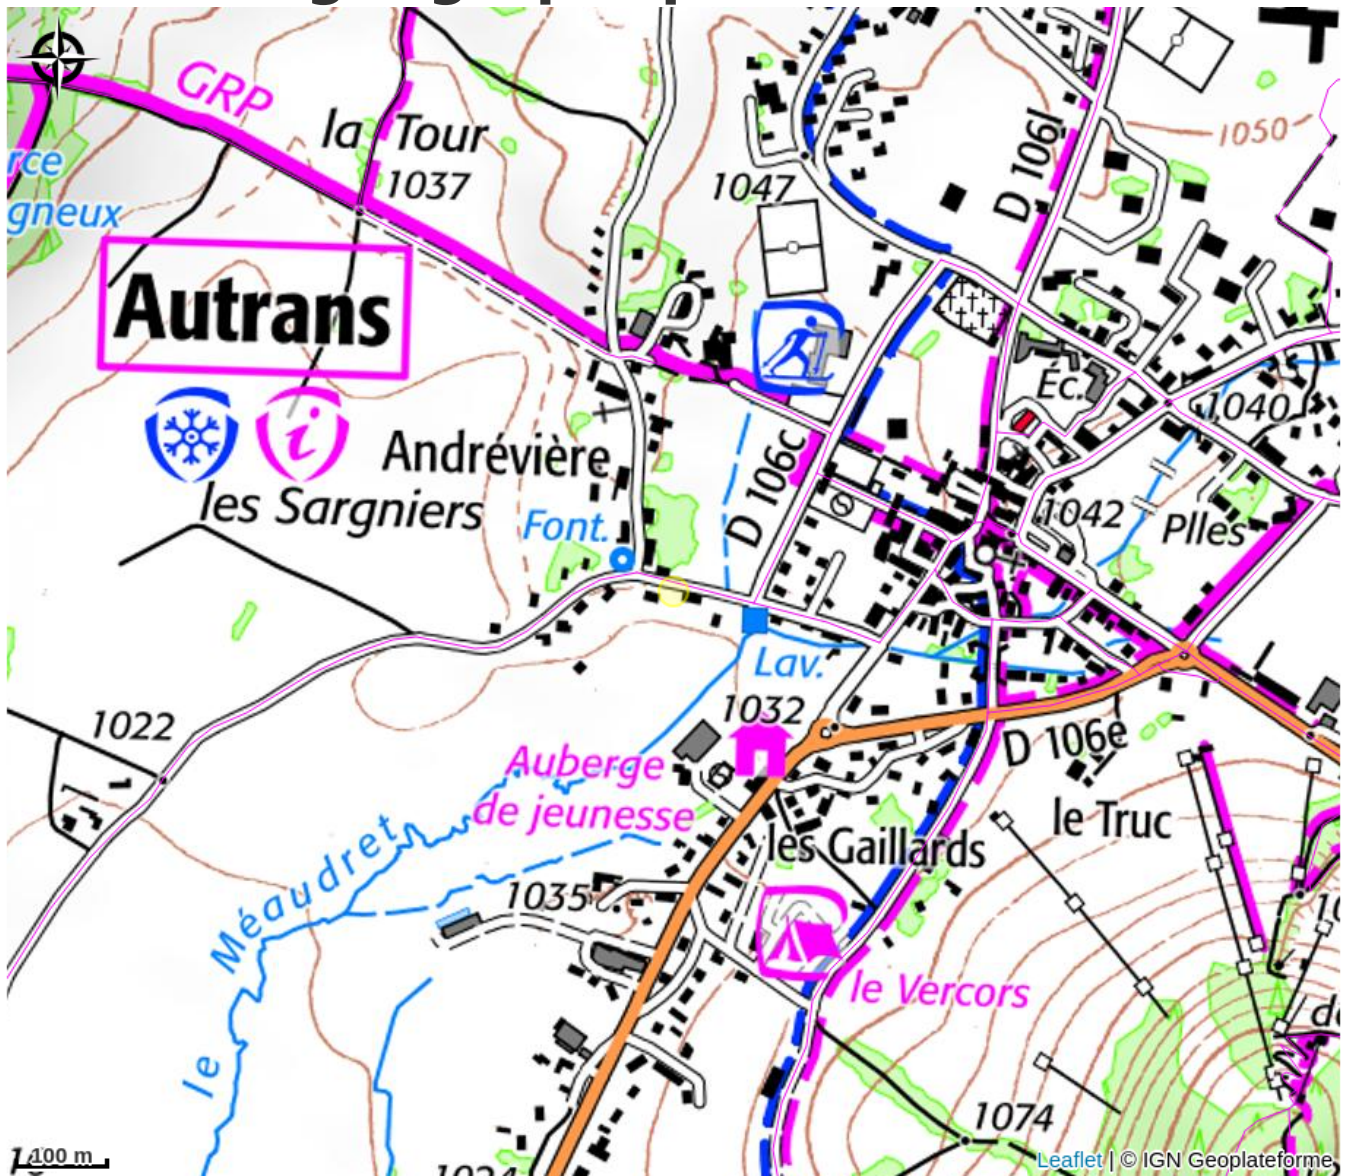 GRP
la Tour
1037
rce
gneux
Autrans
i
1047
D 106l
1050
Éc.
1040
Andrévière
les Sargniers
Font.
D 106c
1042
Plles
Lav.
1032
1022
Auberge
de jeunesse
D 106e
le Truc
les Gaillards
le Méaudret
1035
le Vercors
1074
100 m
1024
Leaflet | © IGN Geoplateforme